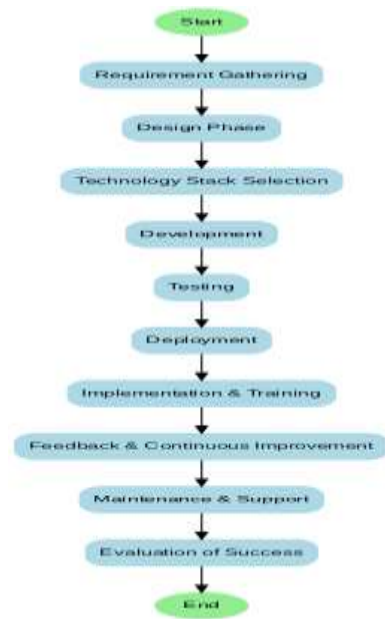 Start
Requirement Gathering
Design Phase
Technology Stack Selection
Development
Testing
Deployment
Implementation & Training
Feedback & Continuous Improvement
Maintenance & Support
Evaluation of Success
End